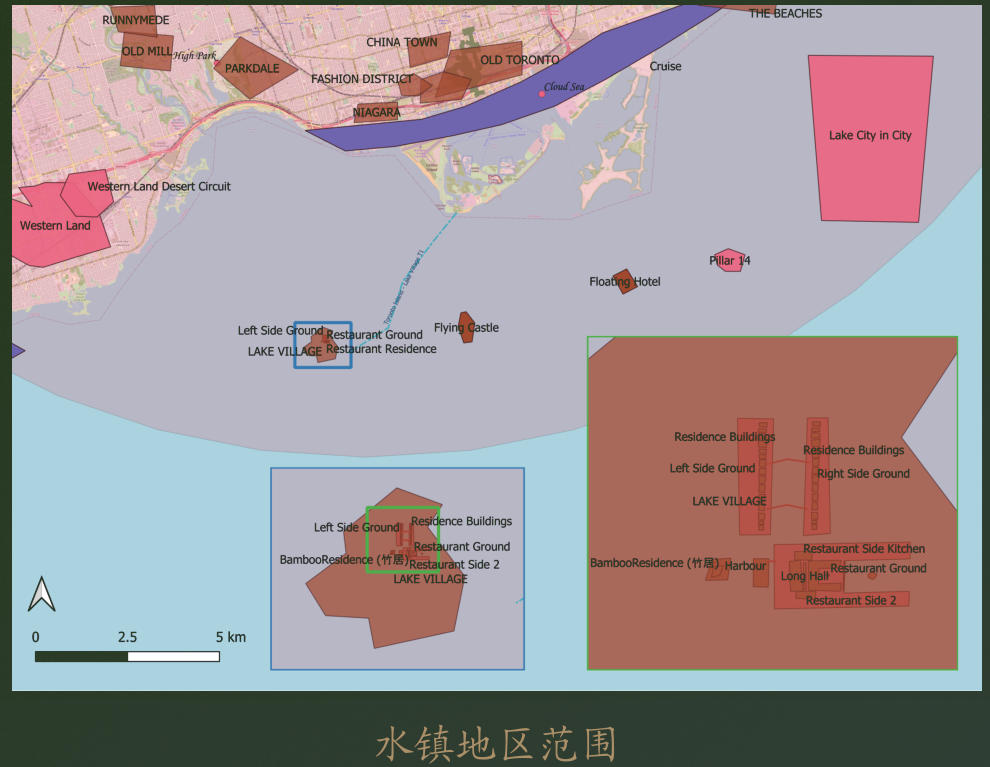 RUNNYMEDE
THE BEACHES
OLD MILL
High Park
CHINA TOWN
PARKDALE
OLD TORONTO
Cruise
FASHION DISTRICT
Cloud Sea
NIAGARA
Lake City in City
Western Land Desert Circuit
Western Land
Pillar 14
Floating Hotel
Left Side Ground
Restaurant Ground
Flying Castle
LAKE VILLAGE
Restaurant Residence
Residence Buildings
Residence Buildings
Left Side Ground
Right Side Ground
LAKE VILLAGE
Restaurant Side Kitchen
BambooResidence (竹居)
Harbour
Restaurant Ground
Long Hall
Restaurant Side 2
Left Side Ground
Residence Buildings
Restaurant Ground
BambooResidence (竹居)
Restaurant Side 2
LAKE VILLAGE
0 2.5 5 km
水镇地区范围